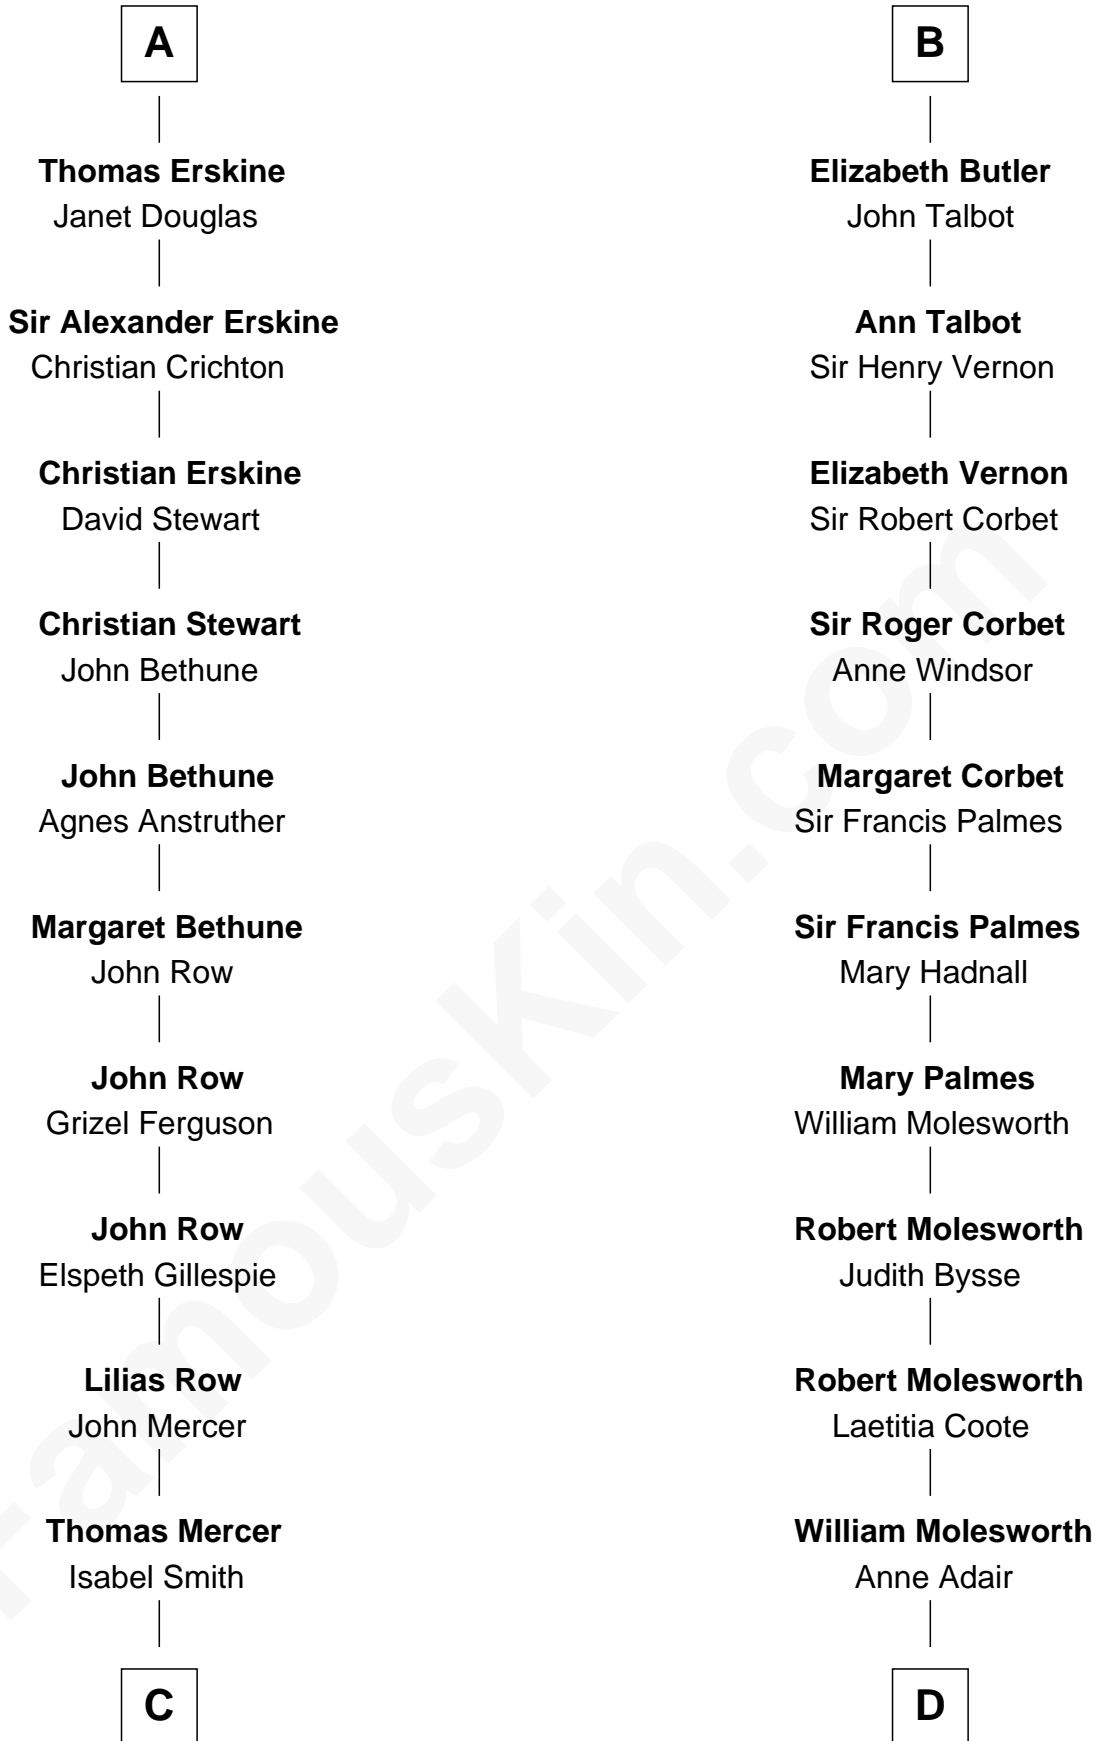 A
Thomas Erskine
Janet Douglas
Sir Alexander Erskine
Christian Crichton
Christian Erskine
David Stewart
Christian Stewart
John Bethune
John Bethune
Agnes Anstruther
Margaret Bethune
John Row
John Row
Grizel Ferguson
John Row
Elspeth Gillespie
Lilias Row
John Mercer
Thomas Mercer
Isabel Smith
C
B
Elizabeth Butler
John Talbot
Ann Talbot
Sir Henry Vernon
Elizabeth Vernon
Sir Robert Corbet
Sir Roger Corbet
Anne Windsor
Margaret Corbet
Sir Francis Palmes
Sir Francis Palmes
Mary Hadnall
Mary Palmes
William Molesworth
Robert Molesworth
Judith Bysse
Robert Molesworth
Laetitia Coote
William Molesworth
Anne Adair
D
FamousKin.com